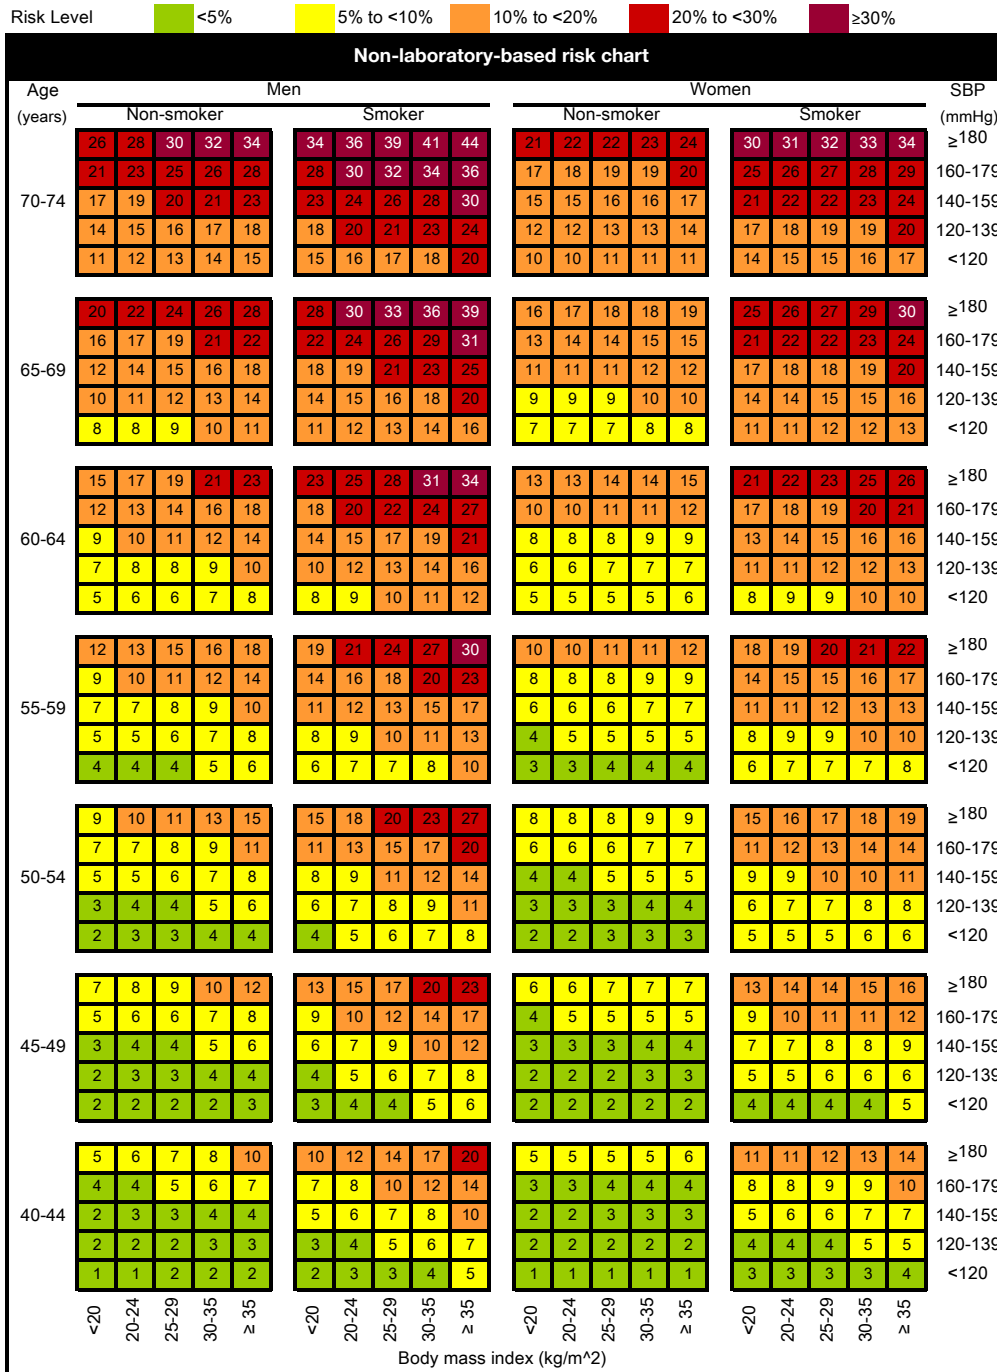 Risk Level <5% 5% to <10% 10% to <20% 20% to <30% ≥30%
Non-laboratory-based risk chart
Age Men Women SBP
(years) Non-smoker Smoker Non-smoker Smoker (mmHg)
26 28 30 32 34 34 36 39 41 44 21 22 22 23 24 30 31 32 33 34 ≥180
21 23 25 26 28 28 30 32 34 36 17 18 19 19 20 25 26 27 28 29 160-179
70-74 17 19 20 21 23 23 24 26 28 30 15 15 16 16 17 21 22 22 23 24 140-159
14 15 16 17 18 18 20 21 23 24 12 12 13 13 14 17 18 19 19 20 120-139
11 12 13 14 15 15 16 17 18 20 10 10 11 11 11 14 15 15 16 17 <120
20 22 24 26 28 28 30 33 36 39 16 17 18 18 19 25 26 27 29 30 ≥180
16 17 19 21 22 22 24 26 29 31 13 14 14 15 15 21 22 22 23 24 160-179
65-69 12 14 15 16 18 18 19 21 23 25 11 11 11 12 12 17 18 18 19 20 140-159
10 11 12 13 14 14 15 16 18 20 9 9 9 10 10 14 14 15 15 16 120-139
8 8 9 10 11 11 12 13 14 16 7 7 7 8 8 11 11 12 12 13 <120
15 17 19 21 23 23 25 28 31 34 13 13 14 14 15 21 22 23 25 26 ≥180
12 13 14 16 18 18 20 22 24 27 10 10 11 11 12 17 18 19 20 21 160-179
60-64 9 10 11 12 14 14 15 17 19 21 8 8 8 9 9 13 14 15 16 16 140-159
7 8 8 9 10 10 12 13 14 16 6 6 7 7 7 11 11 12 12 13 120-139
5 6 6 7 8 8 9 10 11 12 5 5 5 5 6 8 9 9 10 10 <120
12 13 15 16 18 19 21 24 27 30 10 10 11 11 12 18 19 20 21 22 ≥180
9 10 11 12 14 14 16 18 20 23 8 8 8 9 9 14 15 15 16 17 160-179
55-59 7 7 8 9 10 11 12 13 15 17 6 6 6 7 7 11 11 12 13 13 140-159
5 5 6 7 8 8 9 10 11 13 4 5 5 5 5 8 9 9 10 10 120-139
4 4 4 5 6 6 7 7 8 10 3 3 4 4 4 6 7 7 7 8 <120
9 10 11 13 15 15 18 20 23 27 8 8 8 9 9 15 16 17 18 19 ≥180
7 7 8 9 11 11 13 15 17 20 6 6 6 7 7 11 12 13 14 14 160-179
50-54 5 5 6 7 8 8 9 11 12 14 4 4 5 5 5 9 9 10 10 11 140-159
3 4 4 5 6 6 7 8 9 11 3 3 3 4 4 6 7 7 8 8 120-139
2 3 3 4 4 4 5 6 7 8 2 2 3 3 3 5 5 5 6 6 <120
7 8 9 10 12 13 15 17 20 23 6 6 7 7 7 13 14 14 15 16 ≥180
5 6 6 7 8 9 10 12 14 17 4 5 5 5 5 9 10 11 11 12 160-179
45-49 3 4 4 5 6 6 7 9 10 12 3 3 3 4 4 7 7 8 8 9 140-159
2 3 3 4 4 4 5 6 7 8 2 2 2 3 3 5 5 6 6 6 120-139
2 2 2 2 3 3 4 4 5 6 2 2 2 2 2 4 4 4 4 5 <120
5 6 7 8 10 10 12 14 17 20 5 5 5 5 6 11 11 12 13 14 ≥180
4 4 5 6 7 7 8 10 12 14 3 3 4 4 4 8 8 9 9 10 160-179
40-44 2 3 3 4 4 5 6 7 8 10 2 2 3 3 3 5 6 6 7 7 140-159
2 2 2 3 3 3 4 5 6 7 2 2 2 2 2 4 4 4 5 5 120-139
1 1 2 2 2 2 3 3 4 5 1 1 1 1 1 3 3 3 3 4 <120
<20 20-24 25-29 30-35 ≥ 35 <20 20-24 25-29 30-35 ≥ 35 <20 20-24 25-29 30-35 ≥ 35 <20 20-24 25-29 30-35 ≥ 35
Body mass index (kg/m^2)